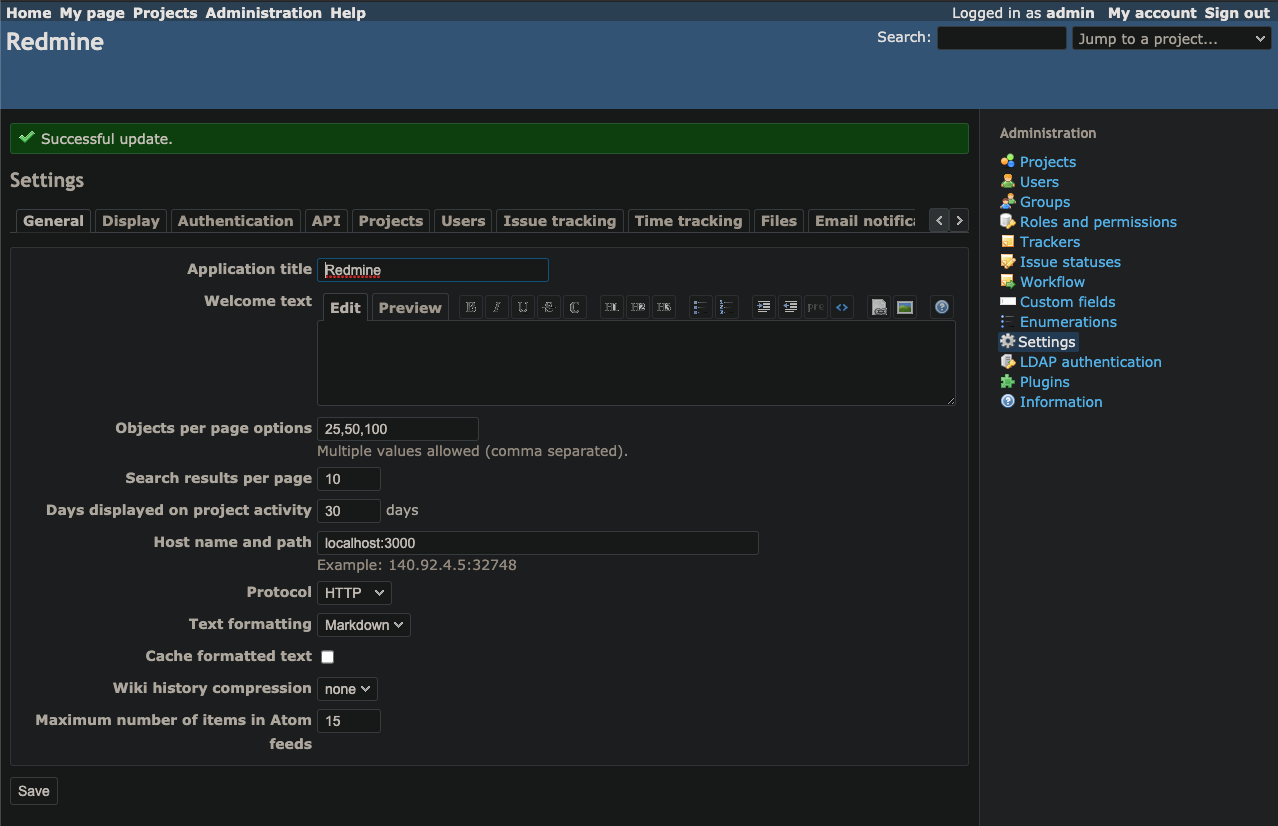 Home My page Projects Administration Help
Logged in as admin My account Sign out
Redmine
Search:
Jump to a project...
Successful update.
Settings
General Display Authentication API Projects Users Issue tracking Time tracking Files Email notifica
Application title Redmine
Welcome text Edit Preview B I U S C H1 H2 H3 pre <> ?
Objects per page options 25,50,100
Multiple values allowed (comma separated).
Search results per page 10
Days displayed on project activity 30 days
Host name and path localhost:3000
Example: 140.92.4.5:32748
Protocol HTTP
Text formatting Markdown
Cache formatted text
Wiki history compression none
Maximum number of items in Atom
feeds 15
Save
Administration
Projects
Users
Groups
Roles and permissions
Trackers
Issue statuses
Workflow
Custom fields
Enumerations
Settings
LDAP authentication
Plugins
Information